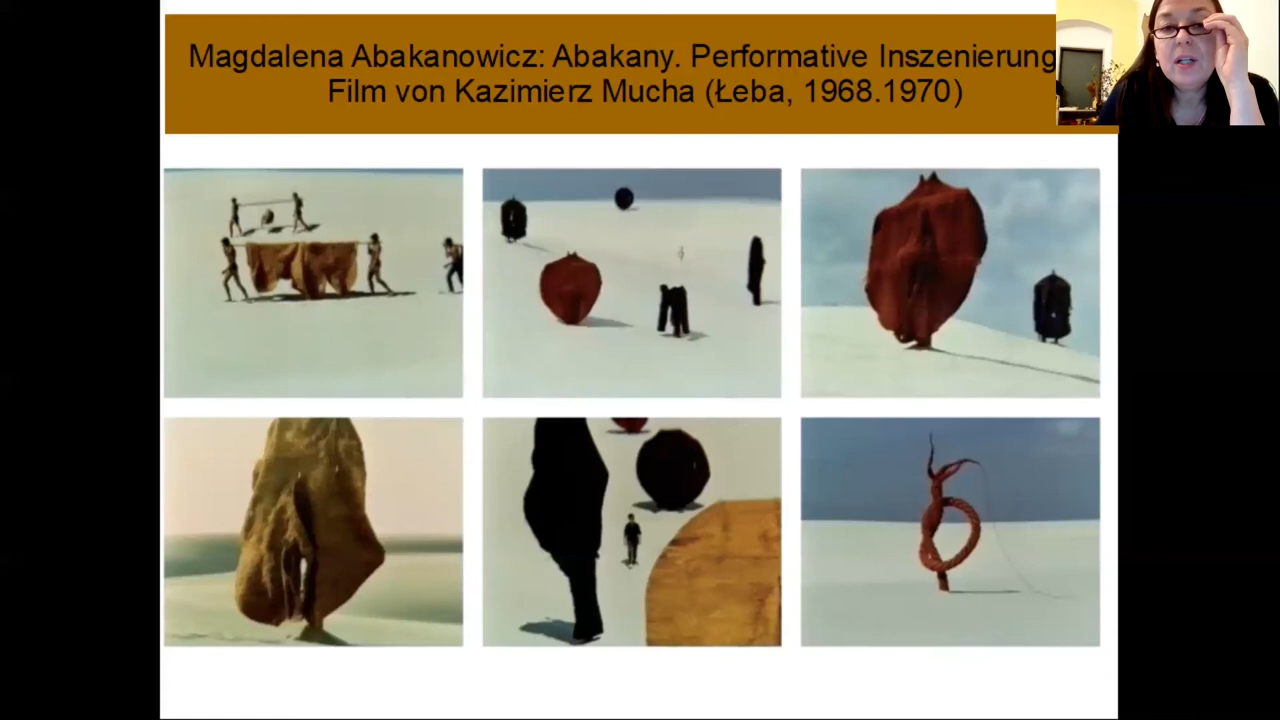 Magdalena Abakanowicz: Abakany. Performative Inszenierung
Film von Kazimierz Mucha (Łeba, 1968.1970)